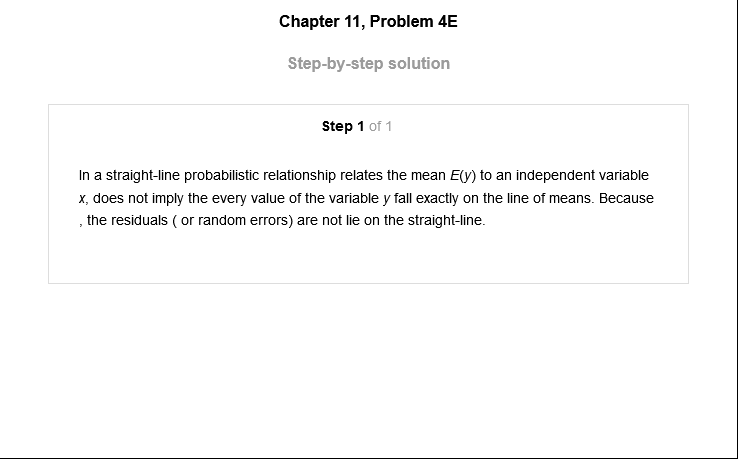 Chapter 11, Problem 4E
Step-by-step solution
Step 1 of 1
In a straight-line probabilistic relationship relates the mean E(y) to an independent variable
x, does not imply the every value of the variable y fall exactly on the line of means. Because
, the residuals ( or random errors) are not lie on the straight-line.